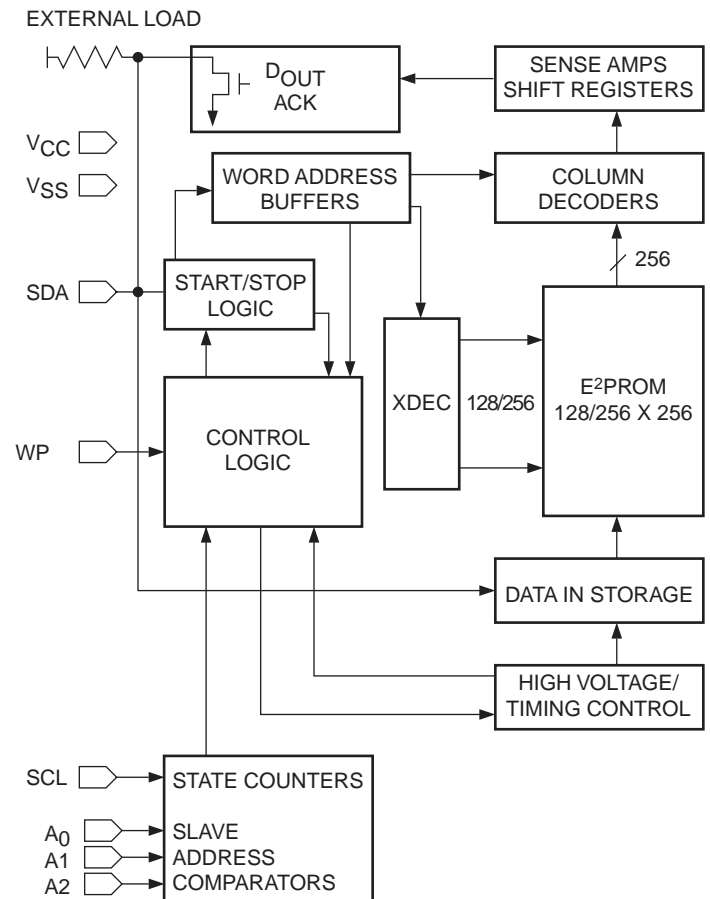 EXTERNAL LOAD
DOUT
ACK
SENSE AMPS
SHIFT REGISTERS
VCC
VSS
WORD ADDRESS
BUFFERS
COLUMN
DECODERS
256
SDA
START/STOP
LOGIC
XDEC
128/256
E2PROM
128/256 X 256
WP
CONTROL
LOGIC
DATA IN STORAGE
HIGH VOLTAGE/
TIMING CONTROL
SCL
STATE COUNTERS
A0
SLAVE
A1
ADDRESS
A2
COMPARATORS